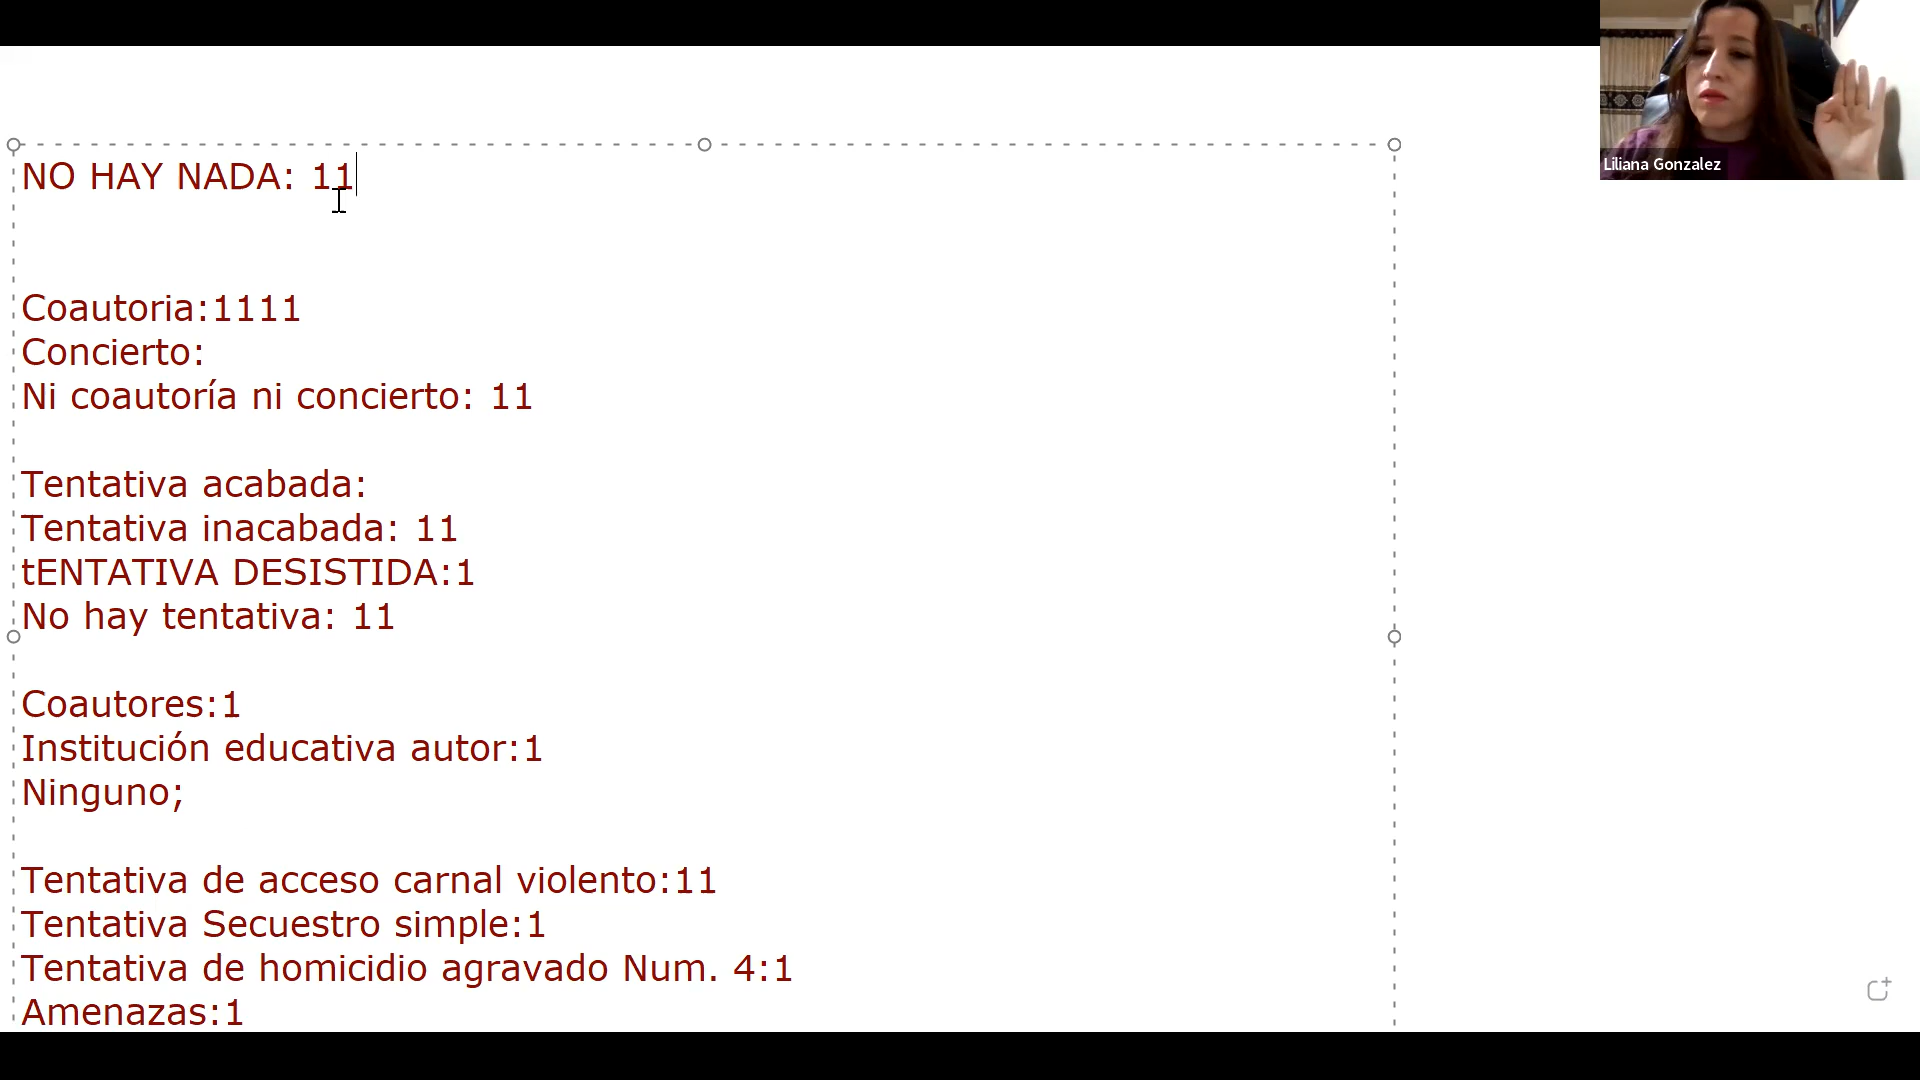 NO HAY NADA: 11
Liliana Gonzalez
Coautoria:1111
Concierto:
Ni coautoría ni concierto: 11
Tentativa acabada:
Tentativa inacabada: 11
tENTATIVA DESISTIDA:1
No hay tentativa: 11
Coautores:1
Institución educativa autor:1
Ninguno;
Tentativa de acceso carnal violento:11
Tentativa Secuestro simple:1
Tentativa de homicidio agravado Num. 4:1
Amenazas:1